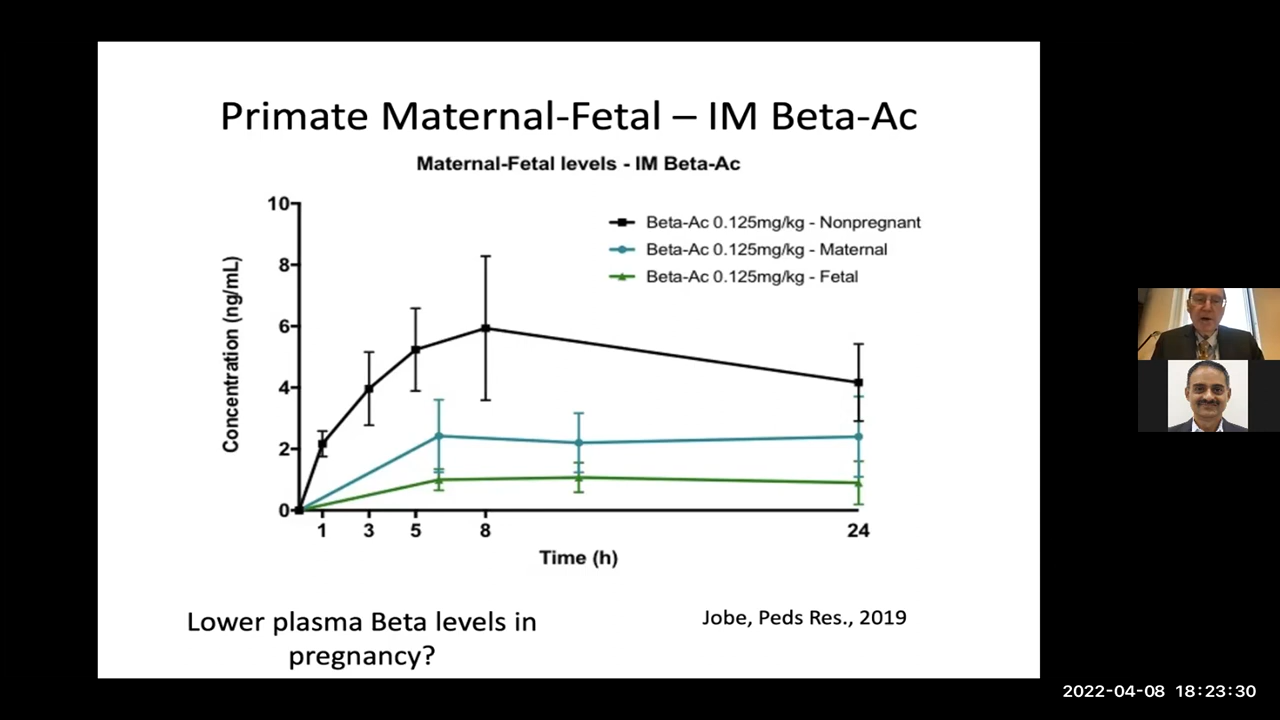 Primate Maternal-Fetal – IM Beta-Ac
Maternal-Fetal levels - IM Beta-Ac
Concentration (ng/mL)
10
8
6
4
2
0
Beta-Ac 0.125mg/kg - Nonpregnant
Beta-Ac 0.125mg/kg - Maternal
Beta-Ac 0.125mg/kg - Fetal
1 3 5 8 24
Time (h)
Lower plasma Beta levels in
pregnancy?
Jobe, Peds Res., 2019
2022-04-08 18:23:30